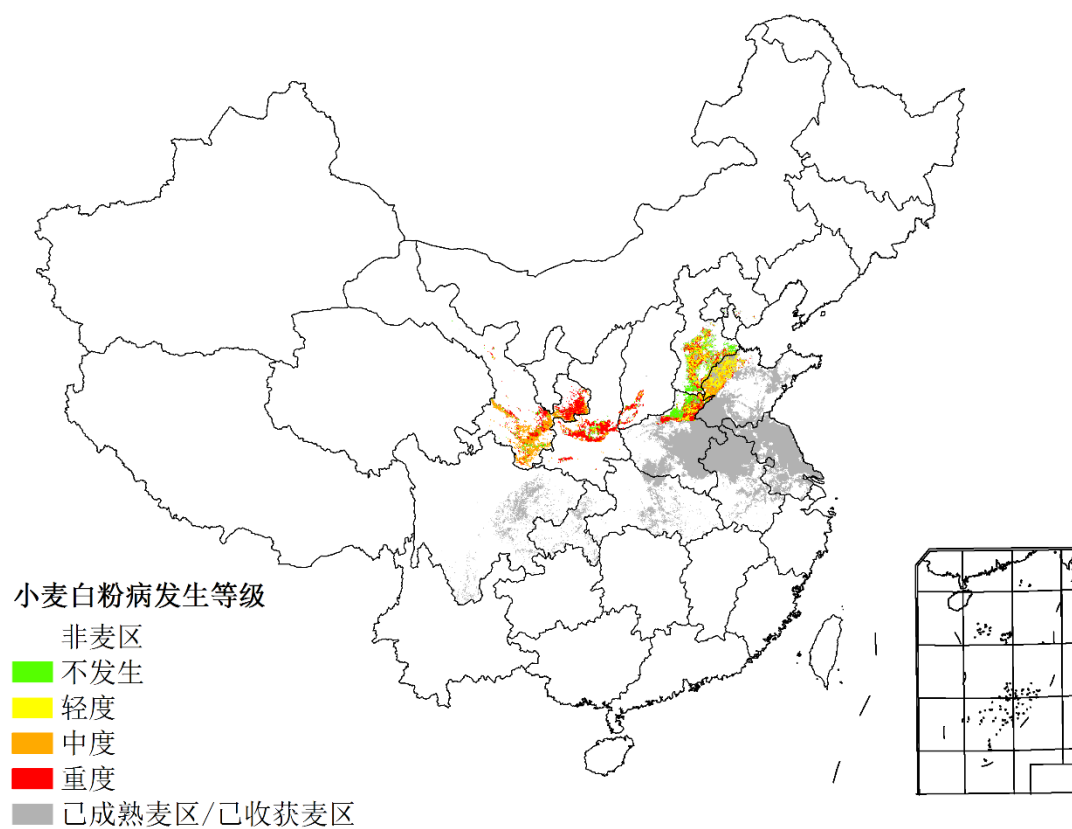 小麦白粉病发生等级
非麦区
不发生
轻度
中度
重度
已成熟麦区/已收获麦区